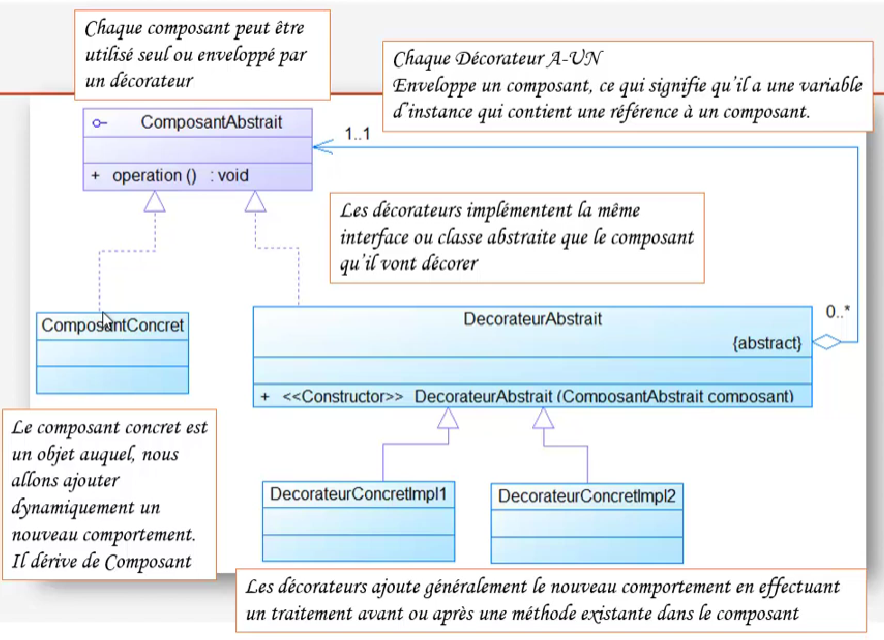 Chaque composant peut être
utilisé seul ou enveloppé par
un décorateur
Chaque Décorateur A-UN
Enveloppe un composant, ce qui signifie qu'il a une variable
d'instance qui contient une référence à un composant.
ComposantAbstrait
1..1
+ operation () : void
Les décorateurs implémentent la même
interface ou classe abstraite que le composant
qu'il vont décorer
ComposantConcret
DecorateurAbstrait
0..*
{abstract}
+ <<Constructor>> DecorateurAbstrait (ComposantAbstrait composant)
Le composant concret est
un objet auquel, nous
allons ajouter
dynamiquement un
nouveau comportement.
Il dérive de Composant
DecorateurConcretImpl1
DecorateurConcretImpl2
Les décorateurs ajoute généralement le nouveau comportement en effectuant
un traitement avant ou après une méthode existante dans le composant